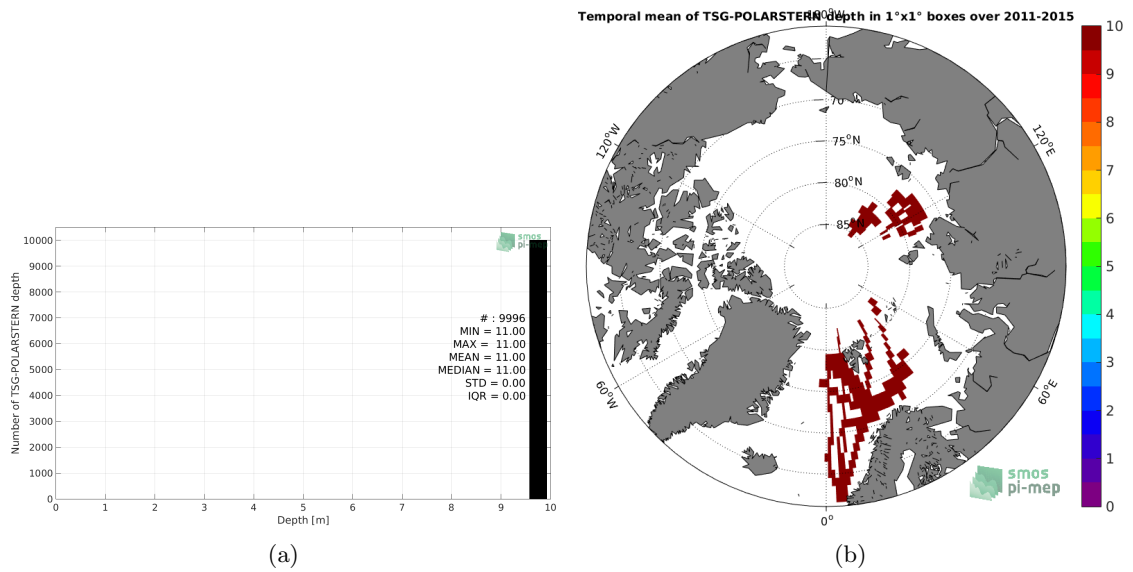 10000
9000
8000
7000
6000
5000
4000
3000
2000
1000
0
Number of TSG-POLARSTERN depth
smos
pi-mep
# : 9996
MIN = 11.00
MAX = 11.00
MEAN = 11.00
MEDIAN = 11.00
STD = 0.00
IQR = 0.00
0 1 2 3 4 5 6 7 8 9 10
Depth [m]
(a)
Temporal mean of TSG-POLARSTERN depth in 1°x1° boxes over 2011-2015
180°W
120°W
120°E
60°W
60°E
0°
70°
75°N
80°N
85°N
smos
pi-mep
10
9
8
7
6
5
4
3
2
1
0
(b)